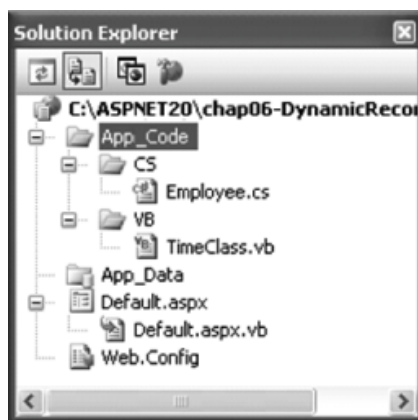 Solution Explorer
C:\ASPNET20\chap06-DynamicReco
App_Code
CS
Employee.cs
VB
TimeClass.vb
App_Data
Default.aspx
Default.aspx.vb
Web.Config